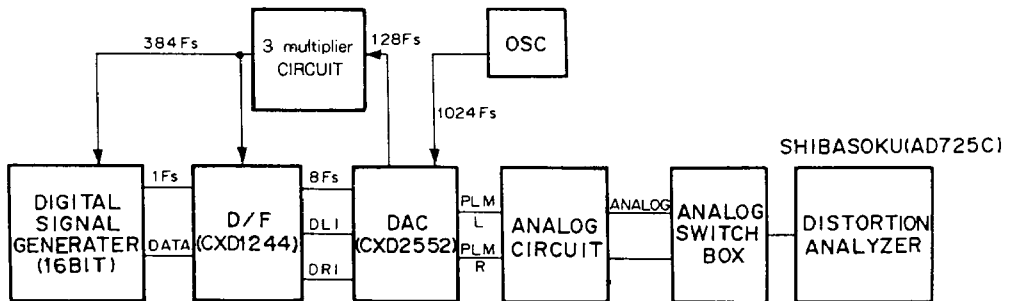 384Fs
3 multiplier
CIRCUIT
128Fs
OSC
1024Fs
SHIBASOKU(AD725C)
DIGITAL
SIGNAL
GENERATER
(16BIT)
1Fs
DATA
D/F
(CXD1244)
8Fs
DLI
DRI
DAC
(CXD2552)
PLM
L
PLM
R
ANALOG
CIRCUIT
ANALOG
ANALOG
SWITCH
BOX
DISTORTION
ANALYZER